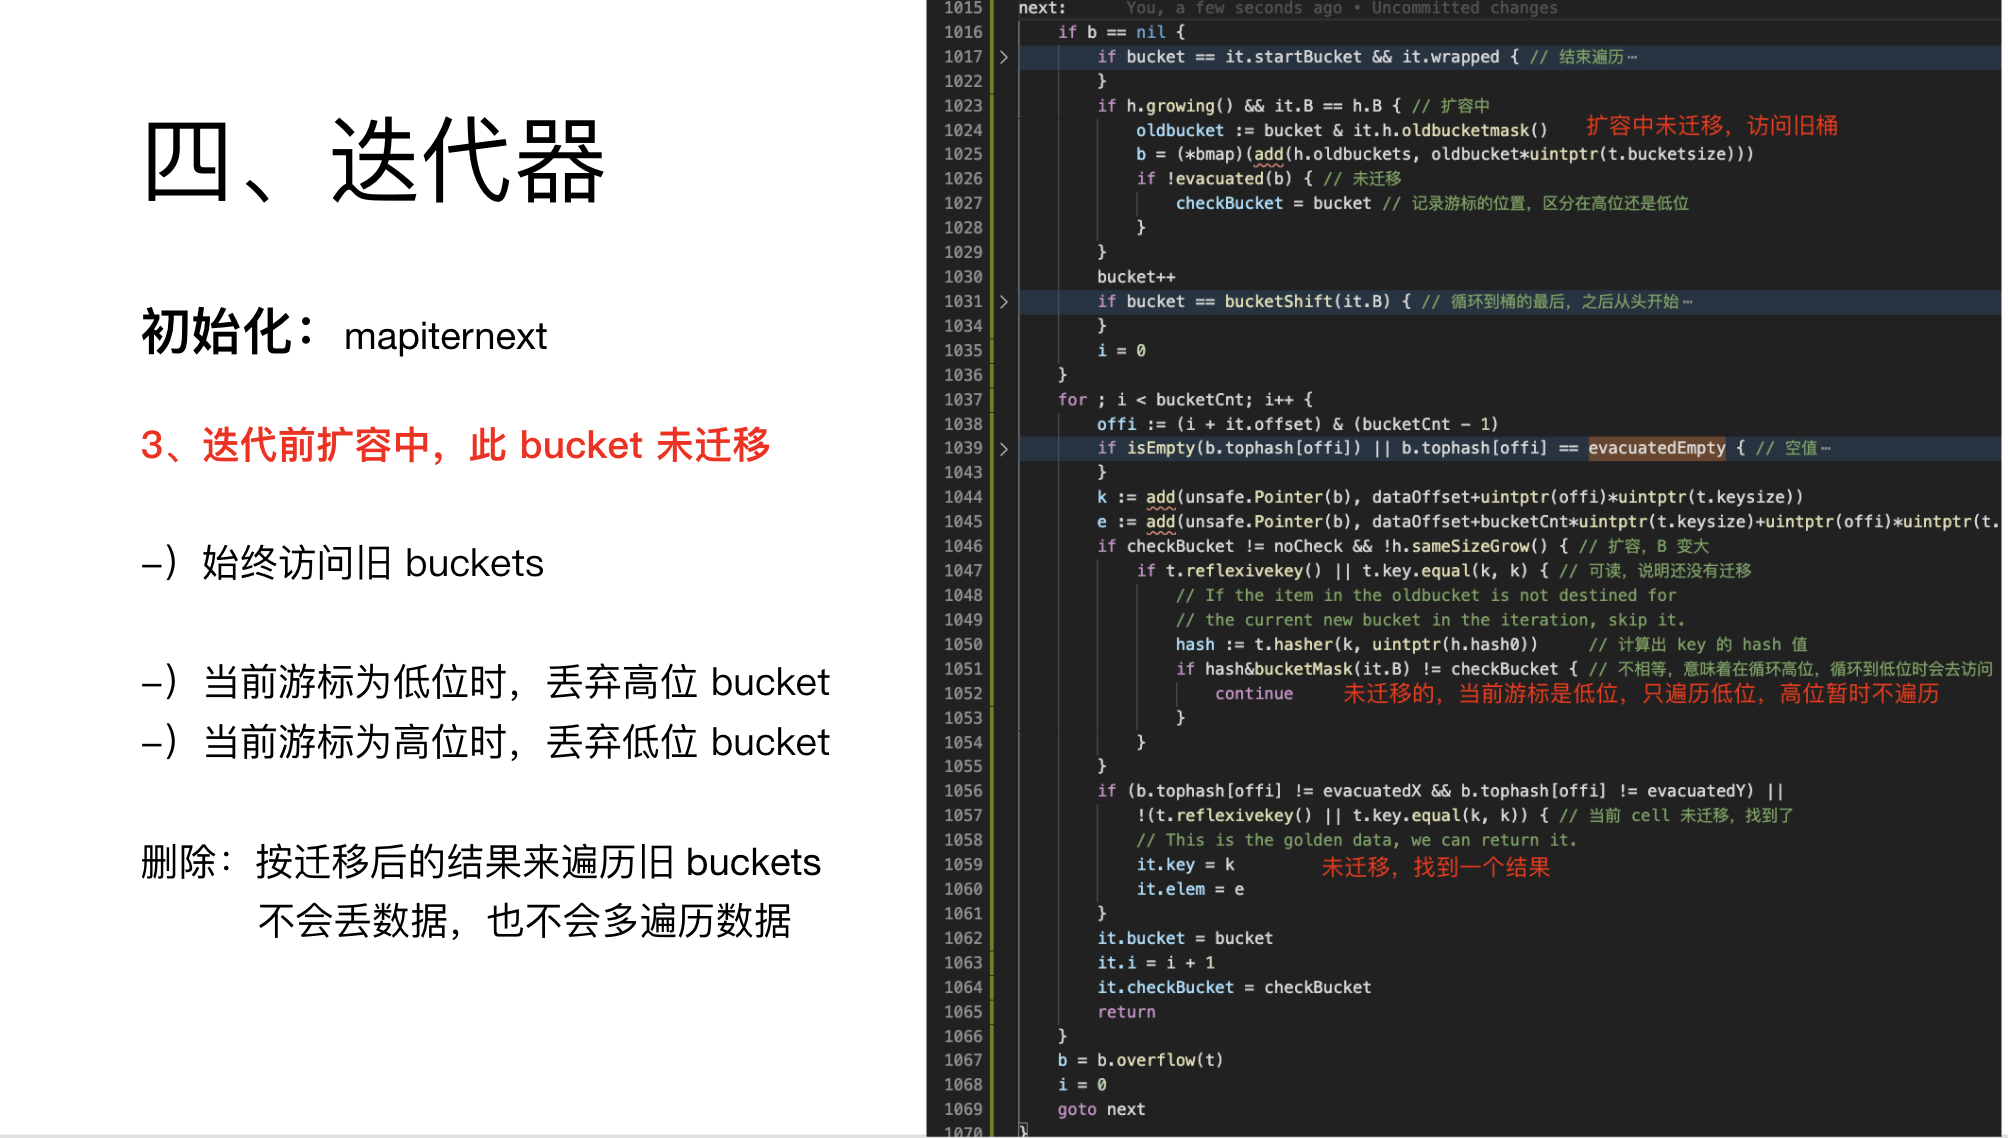 四、迭代器
初始化：mapiternext
3、迭代前扩容中，此 bucket 未迁移
-）始终访问旧 buckets
-）当前游标为低位时，丢弃高位 bucket
-）当前游标为高位时，丢弃低位 bucket
删除：按迁移后的结果来遍历旧 buckets
不会丢数据，也不会多遍历数据
1015 next: You, a few seconds ago • Uncommitted changes
1016 if b == nil {
1017 if bucket == it.startBucket && it.wrapped { // 结束遍历…
1022 }
1023 if h.growing() && it.B == h.B { // 扩容中
1024 oldbucket := bucket & it.h.oldbucketmask() 扩容中未迁移，访问旧桶
1025 b = (*bmap)(add(h.oldbuckets, oldbucket*uintptr(t.bucketsize)))
1026 if !evacuated(b) { // 未迁移
1027 checkBucket = bucket // 记录游标的位置，区分在高位还是低位
1028 }
1029 }
1030 bucket++
1031 if bucket == bucketShift(it.B) { // 循环到桶的最后，之后从头开始…
1034 }
1035 i = 0
1036 }
1037 for ; i < bucketCnt; i++ {
1038 offi := (i + it.offset) & (bucketCnt - 1)
1039 if isEmpty(b.tophash[offi]) || b.tophash[offi] == evacuatedEmpty { // 空值…
1043 }
1044 k := add(unsafe.Pointer(b), dataOffset+uintptr(offi)*uintptr(t.keysize))
1045 e := add(unsafe.Pointer(b), dataOffset+bucketCnt*uintptr(t.keysize)+uintptr(offi)*uintptr(t.
1046 if checkBucket != noCheck && !h.sameSizeGrow() { // 扩容，B 变大
1047 if t.reflexivekey() || t.key.equal(k, k) { // 可读，说明还没有迁移
1048 // If the item in the oldbucket is not destined for
1049 // the current new bucket in the iteration, skip it.
1050 hash := t.hasher(k, uintptr(h.hash0)) // 计算出 key 的 hash 值
1051 if hash&bucketMask(it.B) != checkBucket { // 不相等，意味着在循环高位，循环到低位时会去访问
1052 continue 未迁移的，当前游标是低位，只遍历低位，高位暂时不遍历
1053 }
1054 }
1055 }
1056 if (b.tophash[offi] != evacuatedX && b.tophash[offi] != evacuatedY) ||
1057 !(t.reflexivekey() || t.key.equal(k, k)) { // 当前 cell 未迁移，找到了
1058 // This is the golden data, we can return it.
1059 it.key = k 未迁移，找到一个结果
1060 it.elem = e
1061 }
1062 it.bucket = bucket
1063 it.i = i + 1
1064 it.checkBucket = checkBucket
1065 return
1066 }
1067 b = b.overflow(t)
1068 i = 0
1069 goto next
1070 }